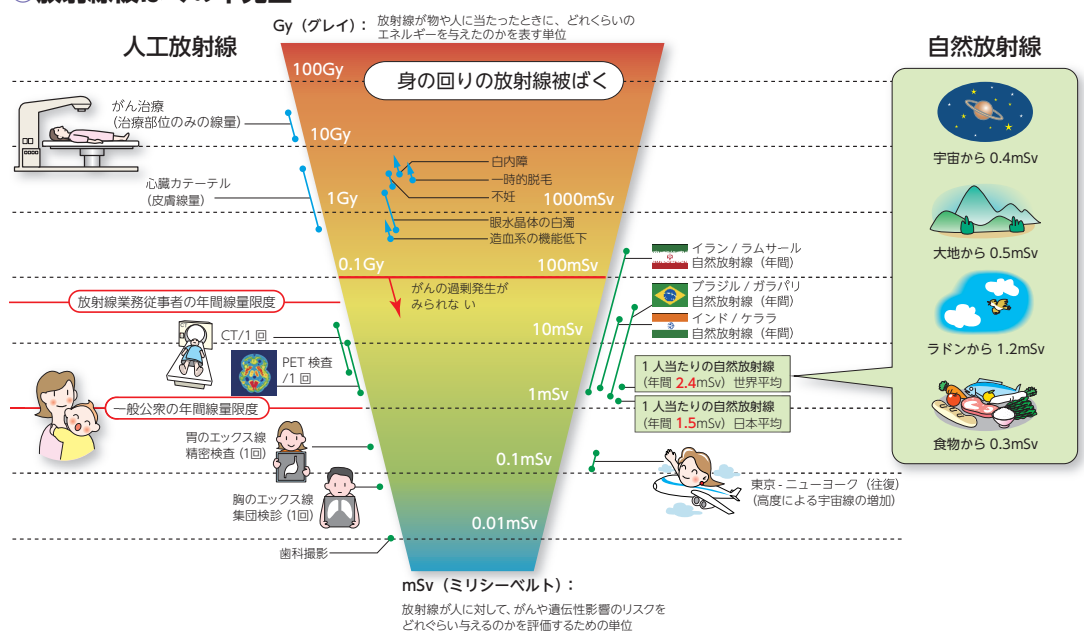 Gy（グレイ）：
放射線が物や人に当たったときに、どれくらいの
エネルギーを与えたのかを表す単位
人工放射線
自然放射線
身の回りの放射線被ばく
100Gy
10Gy
1Gy
0.1Gy
1000mSv
100mSv
10mSv
1mSv
0.1mSv
0.01mSv
がん治療
（治療部位のみの線量）
心臓カテーテル
（皮膚線量）
白内障
一時的脱毛
不妊
眼水晶体の白濁
造血系の機能低下
がんの過剰発生が
みられな い
放射線業務従事者の年間線量限度
CT/1 回
PET 検査
/1 回
一般公衆の年間線量限度
胃のエックス線
精密検査（1回）
胸のエックス線
集団検診（1回）
歯科撮影
イラン / ラムサール
自然放射線（年間）
ブラジル / ガラパリ
自然放射線（年間）
インド / ケララ
自然放射線（年間）
1 人当たりの自然放射線
（年間 2.4mSv）世界平均
1 人当たりの自然放射線
（年間 1.5mSv）日本平均
東京 - ニューヨーク（往復）
（高度による宇宙線の増加）
宇宙から 0.4mSv
大地から 0.5mSv
ラドンから 1.2mSv
食物から 0.3mSv
mSv（ミリシーベルト）：
放射線が人に対して、がんや遺伝性影響のリスクを
どれぐらい与えるのかを評価するための単位